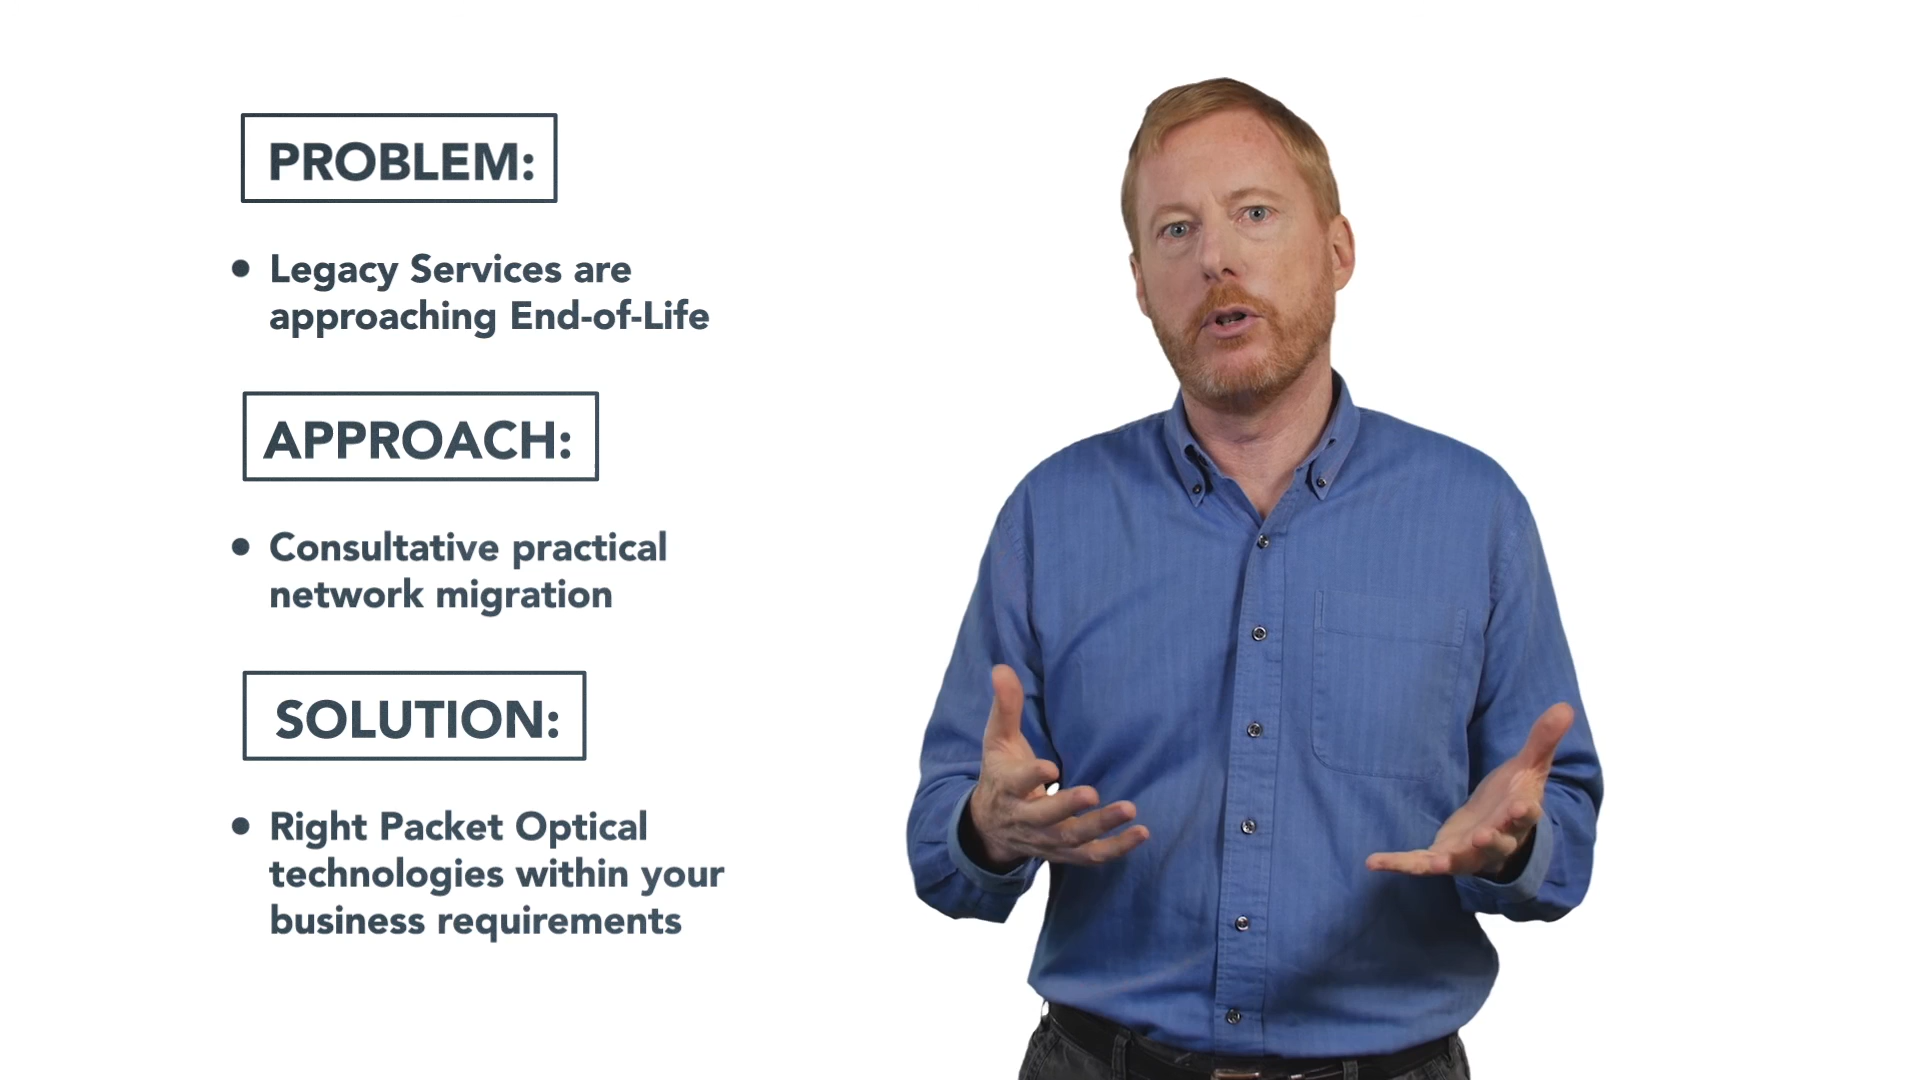 PROBLEM:
• Legacy Services are
approaching End-of-Life
APPROACH:
• Consultative practical
network migration
SOLUTION:
• Right Packet Optical
technologies within your
business requirements